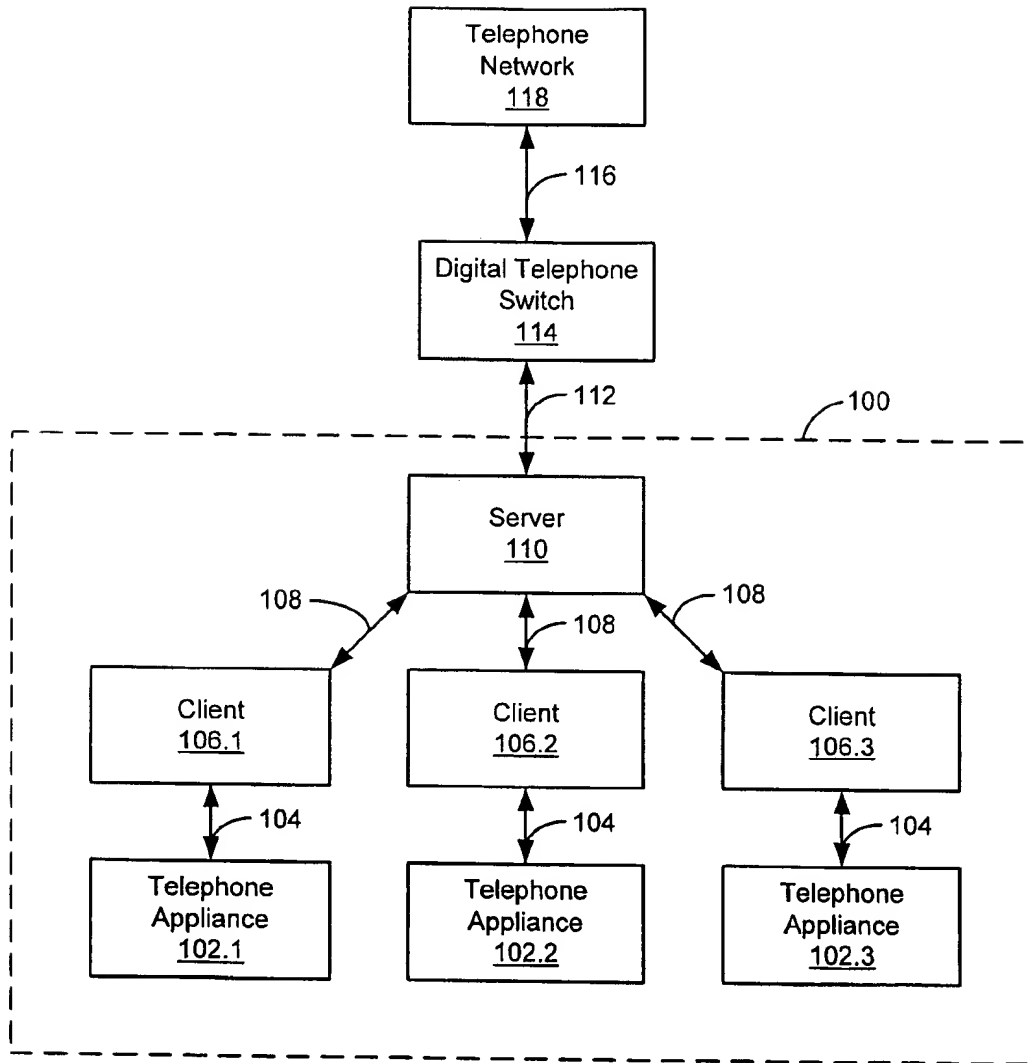 Telephone
Network
118
116
Digital Telephone
Switch
114
112
100
Server
110
108
108
108
Client
106.1
Client
106.2
Client
106.3
104
104
104
Telephone
Appliance
102.1
Telephone
Appliance
102.2
Telephone
Appliance
102.3